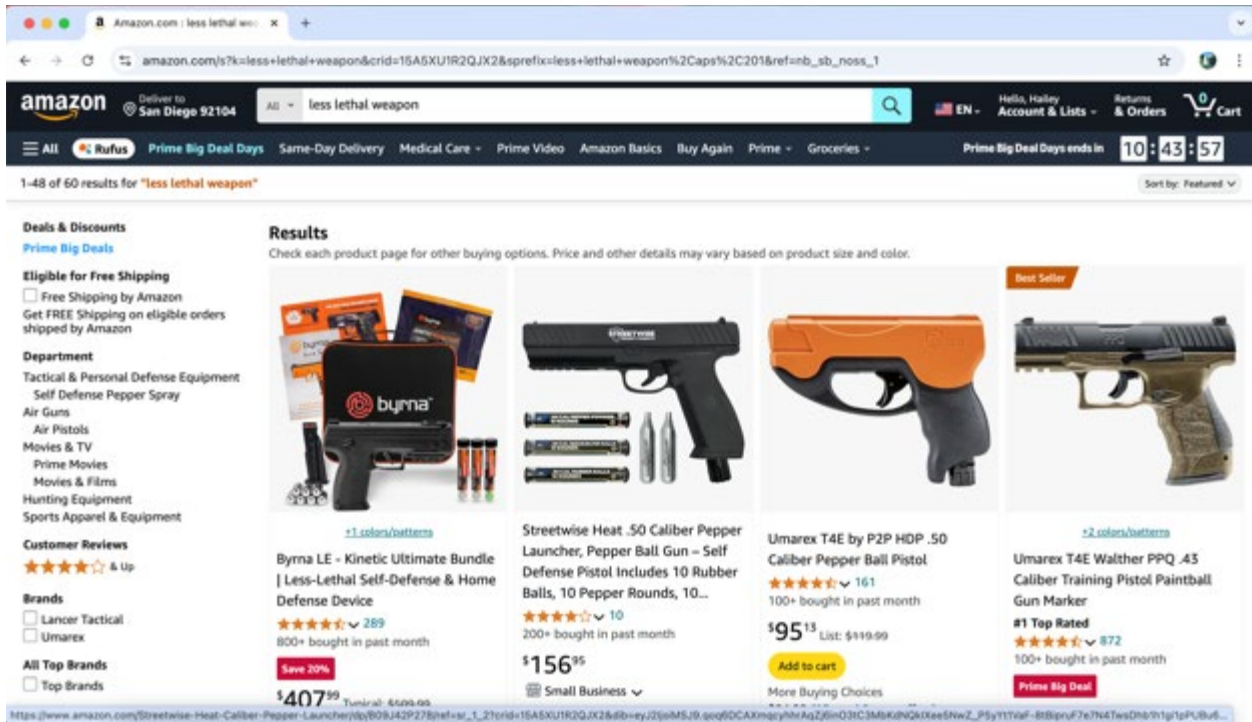 Amazon.com : less lethal wea
amazon.com/s?k=less+lethal+weapon&crid=15A5XU1R2QJX2&sprefix=less+lethal+weapon%2Caps%2C201&ref=nb_sb_noss_1
amazon
Deliver to
San Diego 92104
All
less lethal weapon
EN
Hello, Hailey
Account & Lists
Returns
& Orders
0
Cart
All
Rufus
Prime Big Deal Days
Same-Day Delivery
Medical Care
Prime Video
Amazon Basics
Buy Again
Prime
Groceries
Prime Big Deal Days ends in
10 : 43 : 57
1-48 of 60 results for "less lethal weapon"
Sort by: Featured
Deals & Discounts
Prime Big Deals
Eligible for Free Shipping
Free Shipping by Amazon
Get FREE Shipping on eligible orders
shipped by Amazon
Department
Tactical & Personal Defense Equipment
Self Defense Pepper Spray
Air Guns
Air Pistols
Movies & TV
Prime Movies
Movies & Films
Hunting Equipment
Sports Apparel & Equipment
Customer Reviews
& Up
Brands
Lancer Tactical
Umarex
All Top Brands
Top Brands
Results
Check each product page for other buying options. Price and other details may vary based on product size and color.
byrna
+1 colors/patterns
Byrna LE - Kinetic Ultimate Bundle
| Less-Lethal Self-Defense & Home
Defense Device
289
800+ bought in past month
Save 20%
$407⁹⁹ Typical: $509.99
STREETWISE
Streetwise Heat .50 Caliber Pepper
Launcher, Pepper Ball Gun – Self
Defense Pistol Includes 10 Rubber
Balls, 10 Pepper Rounds, 10...
10
200+ bought in past month
$156⁹⁵
Small Business
Umarex T4E by P2P HDP .50
Caliber Pepper Ball Pistol
161
100+ bought in past month
$95¹³ List: $119.99
Add to cart
More Buying Choices
Best Seller
+2 colors/patterns
Umarex T4E Walther PPQ .43
Caliber Training Pistol Paintball
Gun Marker
#1 Top Rated
872
100+ bought in past month
Prime Big Deal